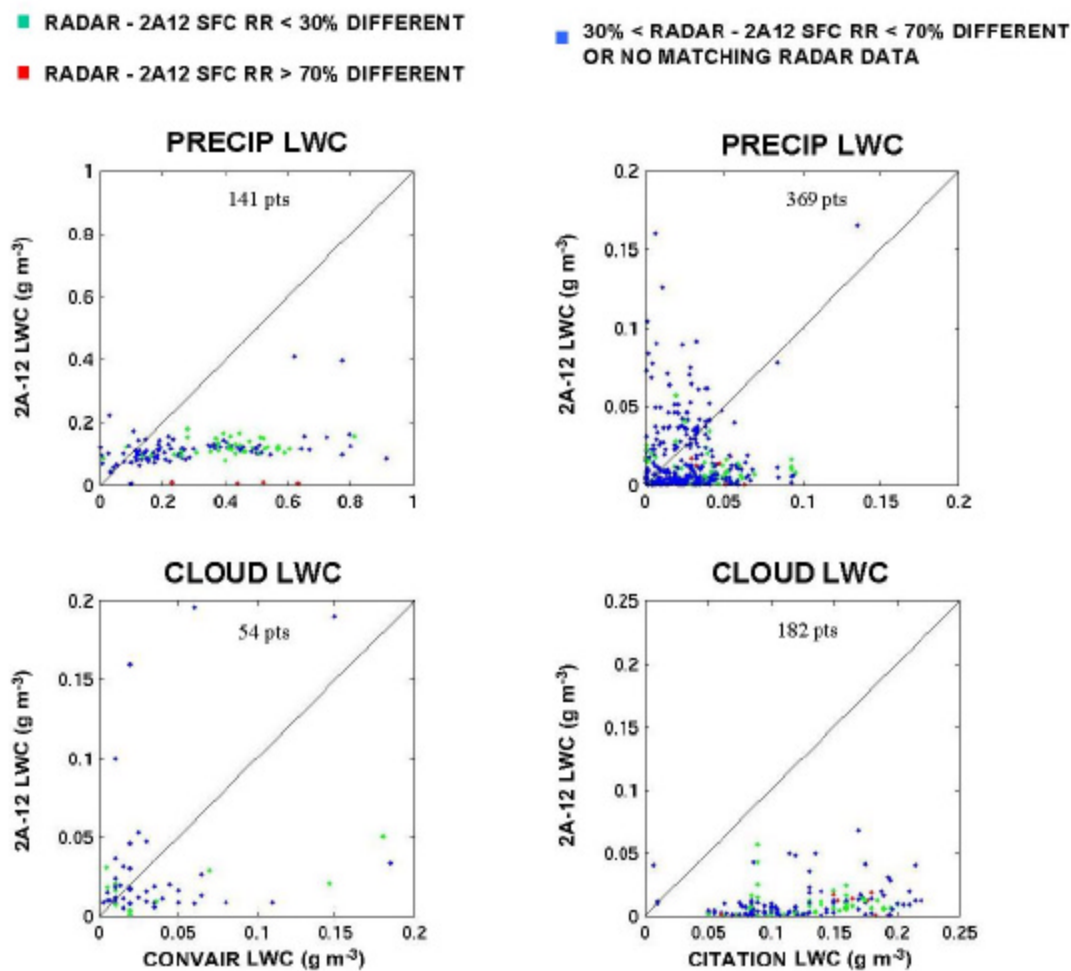 RADAR - 2A12 SFC RR < 30% DIFFERENT
RADAR - 2A12 SFC RR > 70% DIFFERENT
30% < RADAR - 2A12 SFC RR < 70% DIFFERENT
OR NO MATCHING RADAR DATA
PRECIP LWC
141 pts
2A-12 LWC (g m-3)
1
0.8
0.6
0.4
0.2
0
0 0.2 0.4 0.6 0.8 1
PRECIP LWC
369 pts
2A-12 LWC (g m-3)
0.2
0.15
0.1
0.05
0
0 0.05 0.1 0.15 0.2
CLOUD LWC
54 pts
2A-12 LWC (g m-3)
0.2
0.15
0.1
0.05
0
0 0.05 0.1 0.15 0.2
CONVAIR LWC (g m-3)
CLOUD LWC
182 pts
2A-12 LWC (g m-3)
0.25
0.2
0.15
0.1
0.05
0
0 0.05 0.1 0.15 0.2 0.25
CITATION LWC (g m-3)